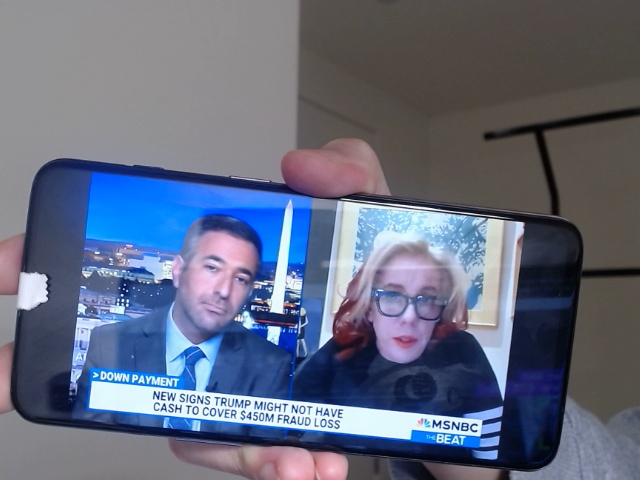 >DOWN PAYMENT
NEW SIGNS TRUMP MIGHT NOT HAVE
CASH TO COVER $450M FRAUD LOSS
MSNBC
THE BEAT